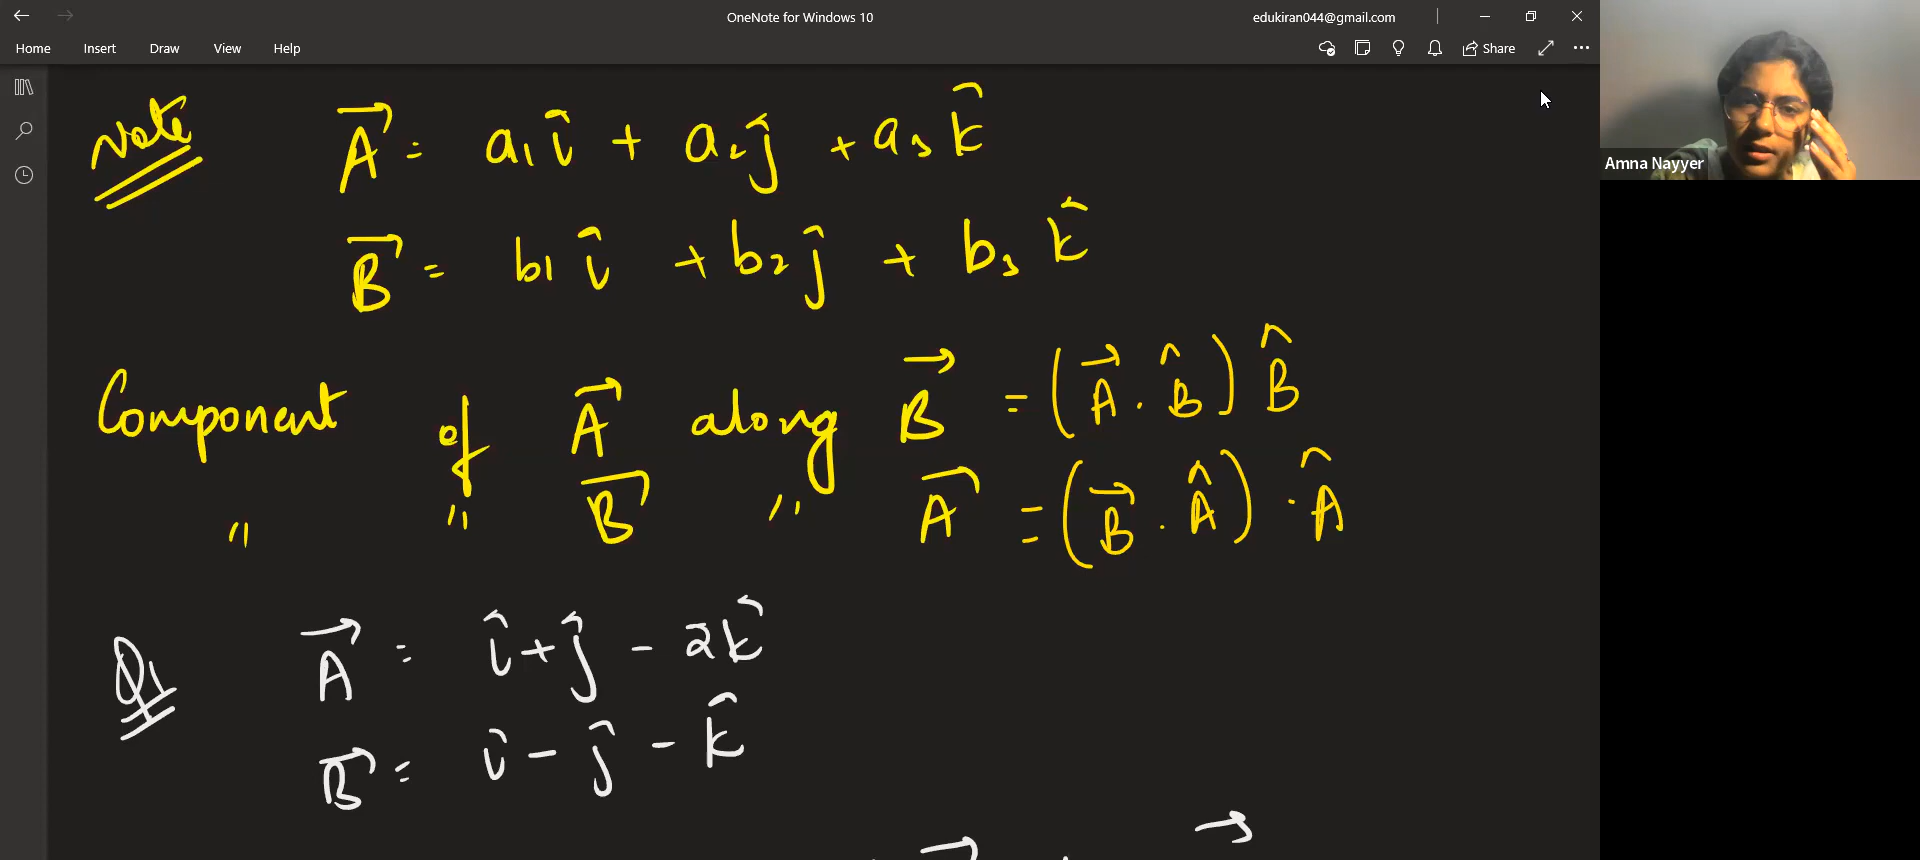 OneNote for Windows 10
edukiran044@gmail.com
Home Insert Draw View Help
Share
Amna Nayyer
Note
A⃗ = a₁î + a₂ĵ + a₃k̂
B⃗ = b1î + b₂ĵ + b₃k̂
Component of A⃗ along B⃗ = (A⃗ . B̂) B̂
" " B⃗ " A⃗ = (B⃗ . Â) . Â
Q1
A⃗ = î + ĵ - 2k̂
B⃗ = î - ĵ - k̂